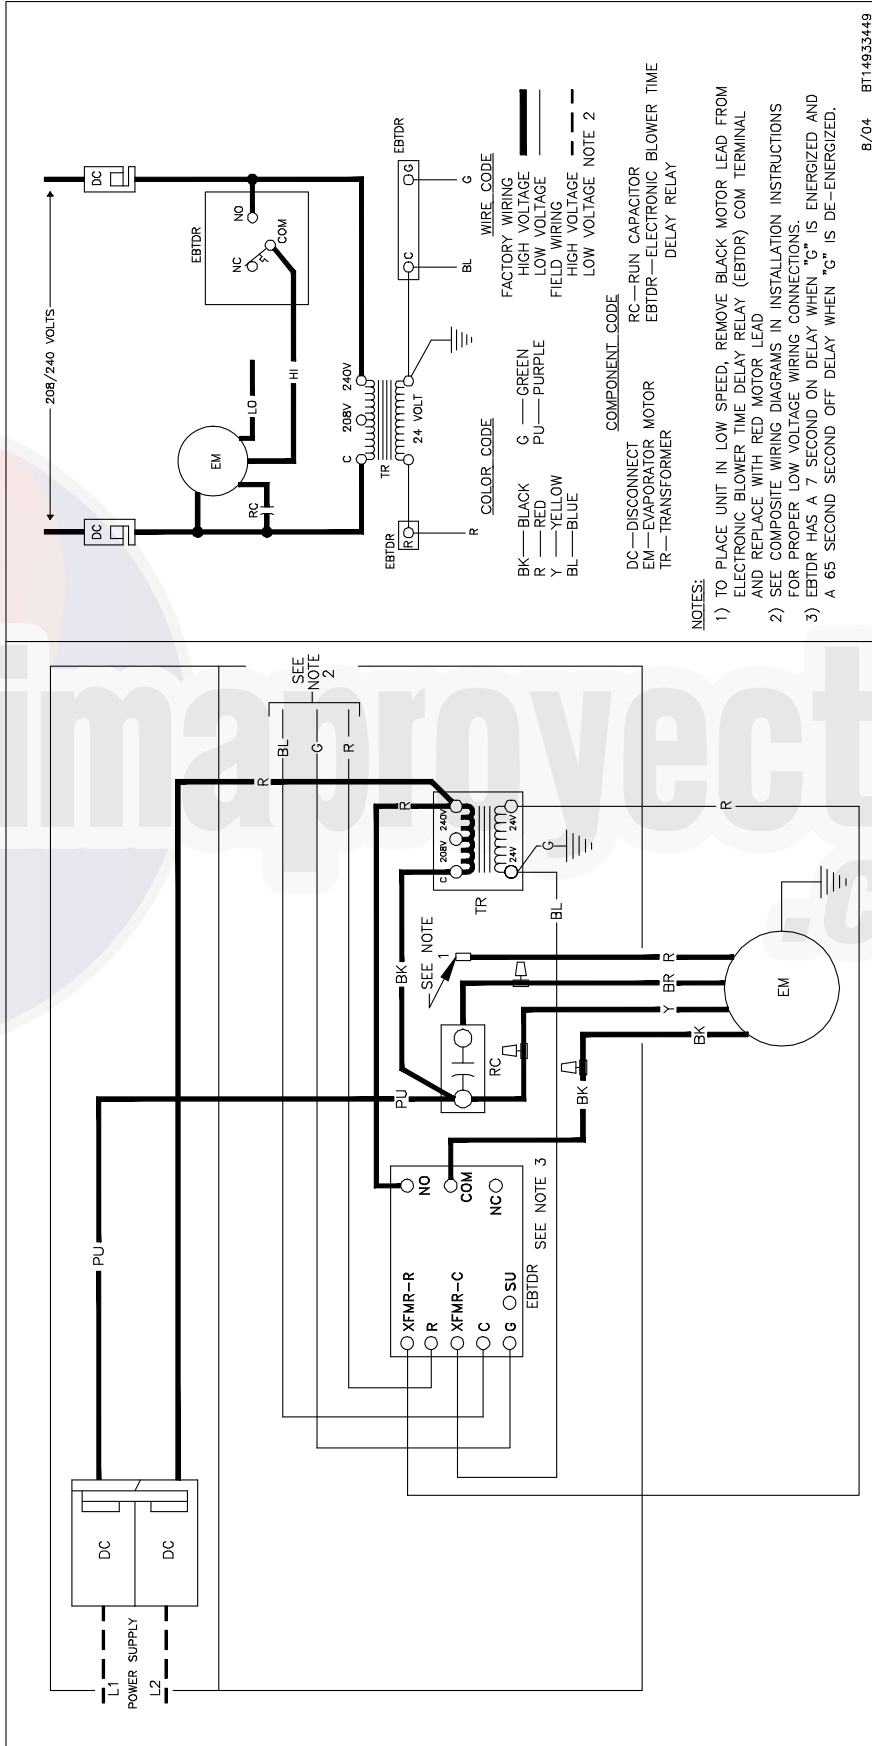 208/240 VOLTS
DC
DC
EBTDR
NO
NC
COM
LO
HI
EM
RC
C 208V 240V
TR
24 VOLT
EBTDR
R
R
EBTDR
C
G
BL
G
COLOR CODE
BK BLACK
R RED
Y YELLOW
BL BLUE
G GREEN
PU PURPLE
WIRE CODE
FACTORY WIRING
HIGH VOLTAGE
LOW VOLTAGE
FIELD WIRING
HIGH VOLTAGE
LOW VOLTAGE NOTE 2
COMPONENT CODE
DC—DISCONNECT
EM—EVAPORATOR MOTOR
TR—TRANSFORMER
RC—RUN CAPACITOR
EBTDR—ELECTRONIC BLOWER TIME
DELAY RELAY
NOTES:
1) TO PLACE UNIT IN LOW SPEED, REMOVE BLACK MOTOR LEAD FROM
ELECTRONIC BLOWER TIME DELAY RELAY (EBTDR) COM TERMINAL
AND REPLACE WITH RED MOTOR LEAD
2) SEE COMPOSITE WIRING DIAGRAMS IN INSTALLATION INSTRUCTIONS
FOR PROPER LOW VOLTAGE WIRING CONNECTIONS.
3) EBTDR HAS A 7 SECOND ON DELAY WHEN "G" IS ENERGIZED AND
A 65 SECOND SECOND OFF DELAY WHEN "G" IS DE-ENERGIZED.
8/04 BT14933449
L1
POWER SUPPLY
L2
DC
DC
PU
R
SEE
NOTE
2
BL
G
R
R
C 208V 240V
24V 24V
TR
G
R
BL
BK
SEE NOTE
1
PU
RC
R
BR
Y
BK
BK
EM
NO
COM
NC
XFMR-R
R
XFMR-C
C
G
SU
EBTDR SEE NOTE 3
imaproyect
.c